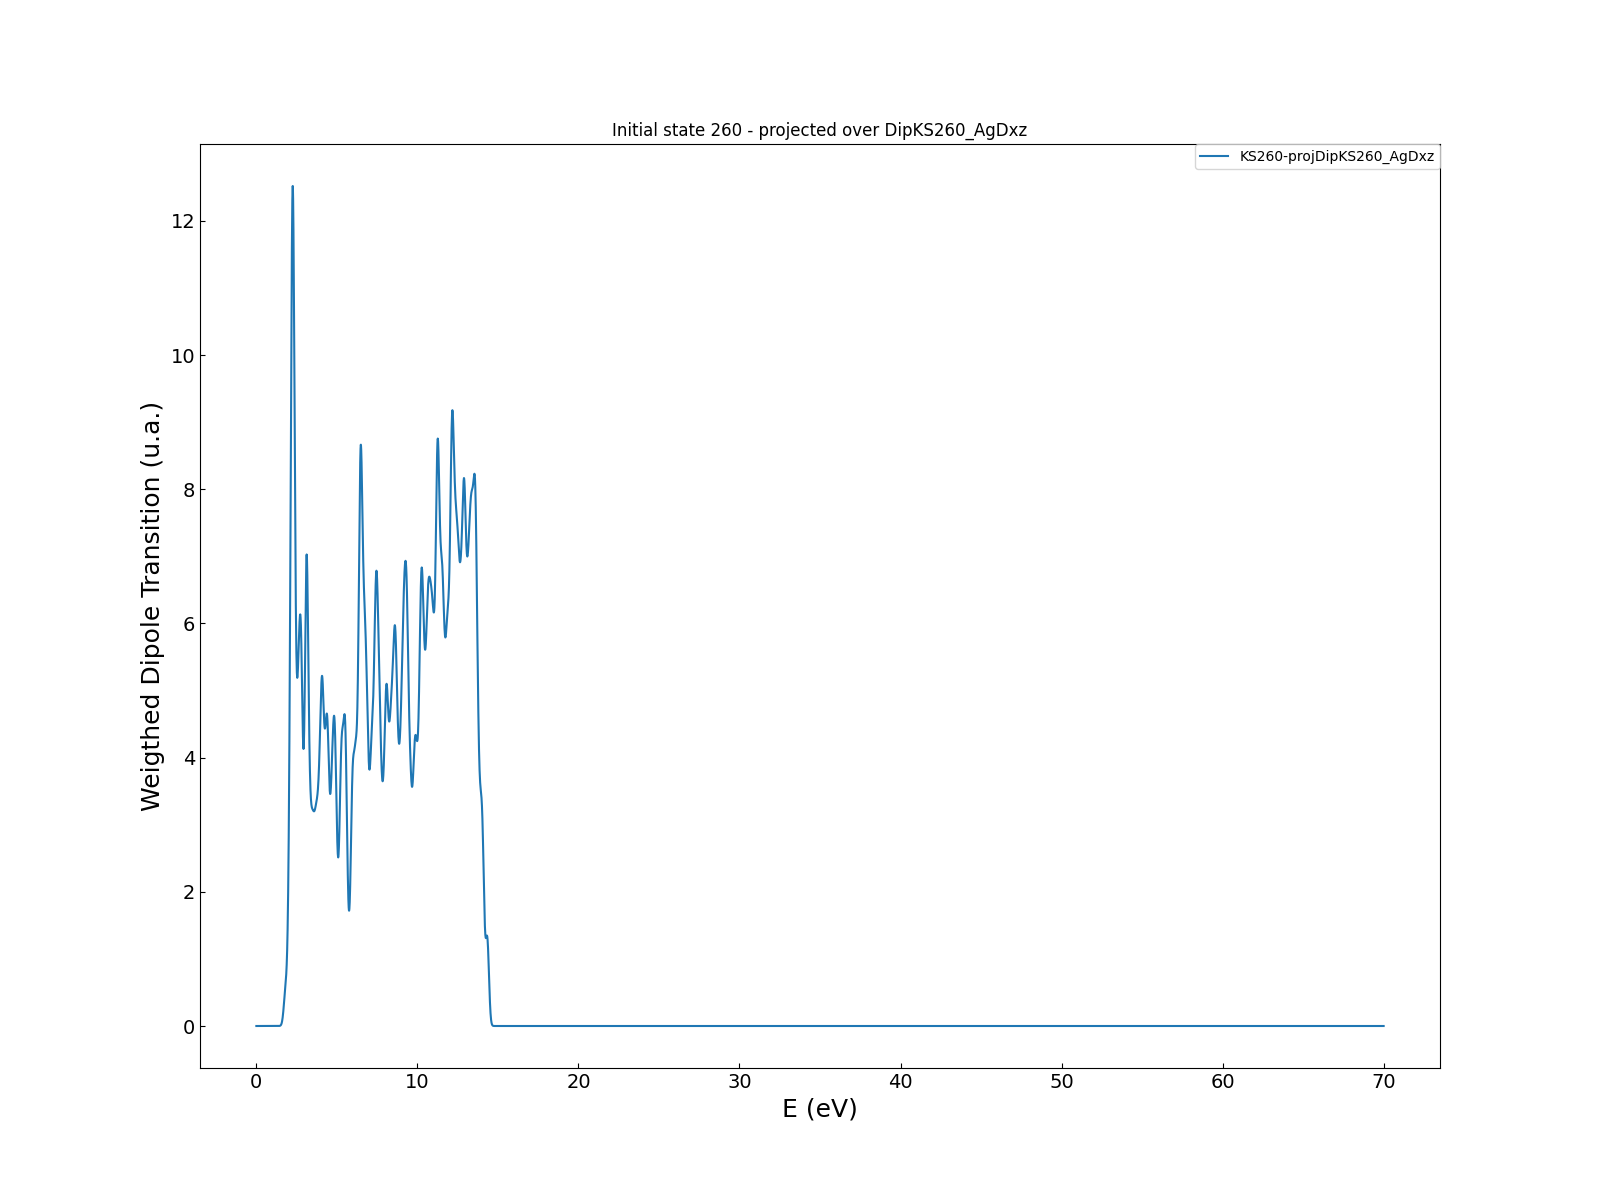 Initial state 260 - projected over DipKS260_AgDxz
KS260-projDipKS260_AgDxz
Weigthed Dipole Transition (u.a.)
12
10
8
6
4
2
0
0 10 20 30 40 50 60 70
E (eV)